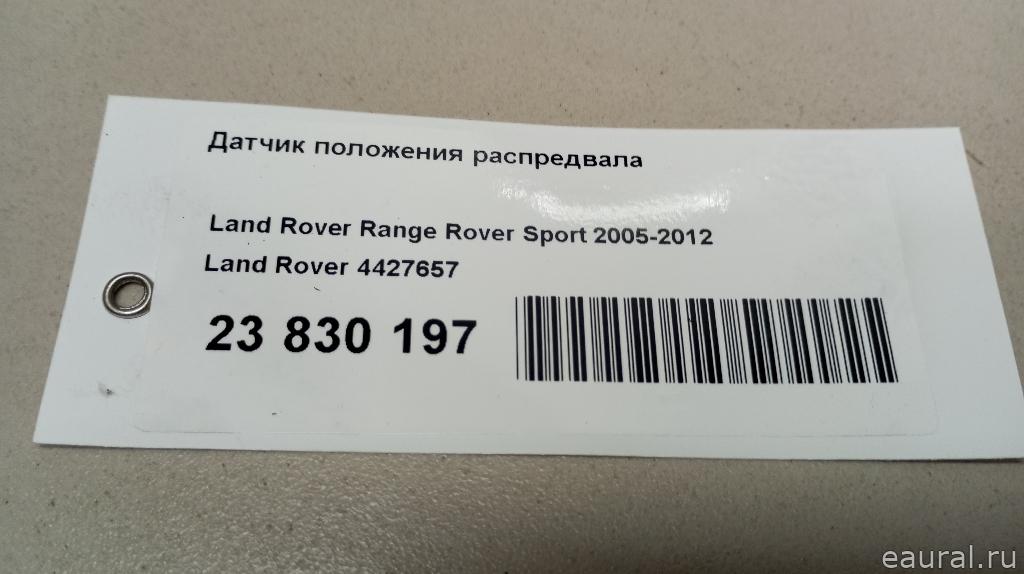 Датчик положения распредвала
Land Rover Range Rover Sport 2005-2012
Land Rover 4427657
23 830 197
eaural.ru